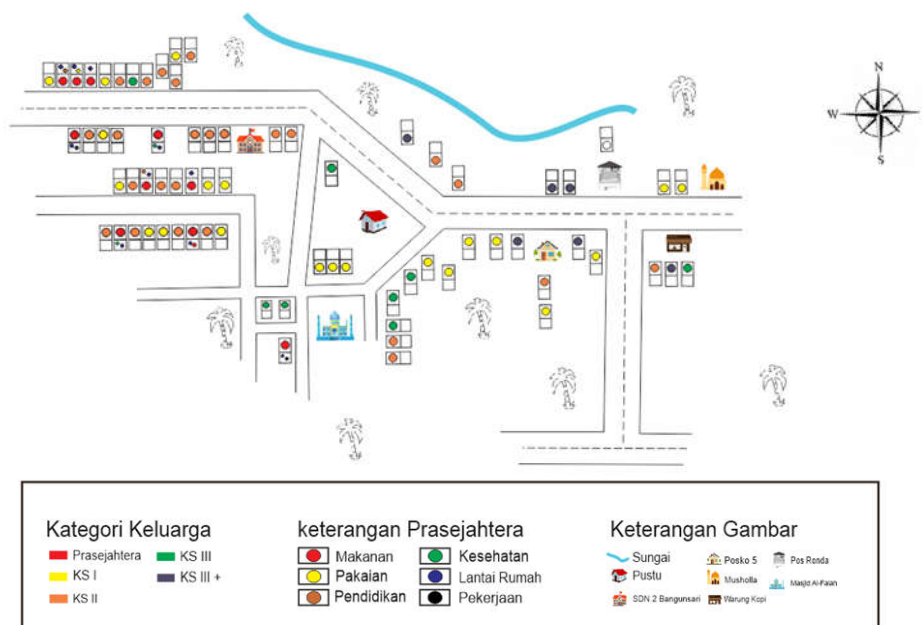 N
W
E
S
Kategori Keluarga
Prasejahtera
KS I
KS II
KS III
KS III +
keterangan Prasejahtera
Makanan
Pakaian
Pendidikan
Kesehatan
Lantai Rumah
Pekerjaan
Keterangan Gambar
Sungai
Pustu
SDN 2 Bangunsari
Posko 5
Musholla
Warung Kopi
Pos Ronda
Masjid Al-Falah